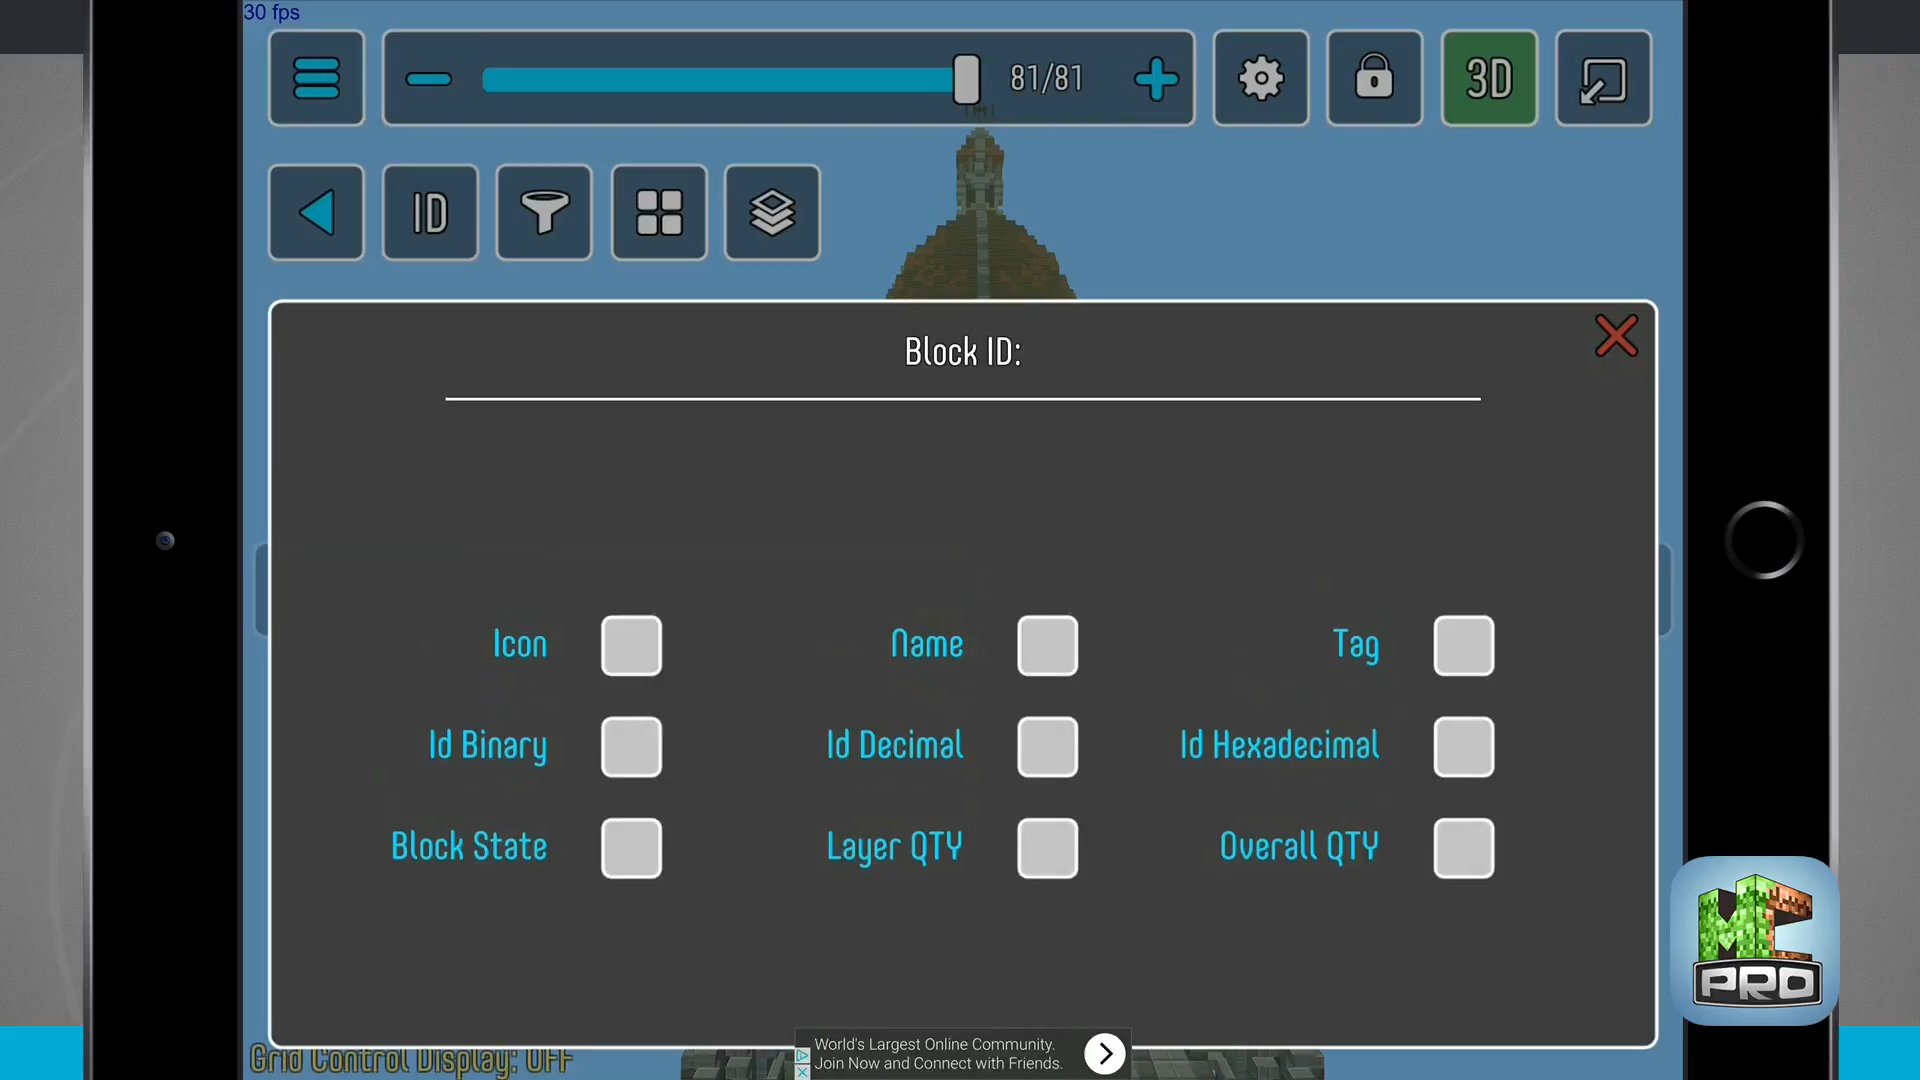 30 fps
81/81
3D
ID
Block ID:
Icon
Name
Tag
Id Binary
Id Decimal
Id Hexadecimal
Block State
Layer QTY
Overall QTY
MC
PRO
World's Largest Online Community.
Join Now and Connect with Friends.
Grid Control Display: OFF